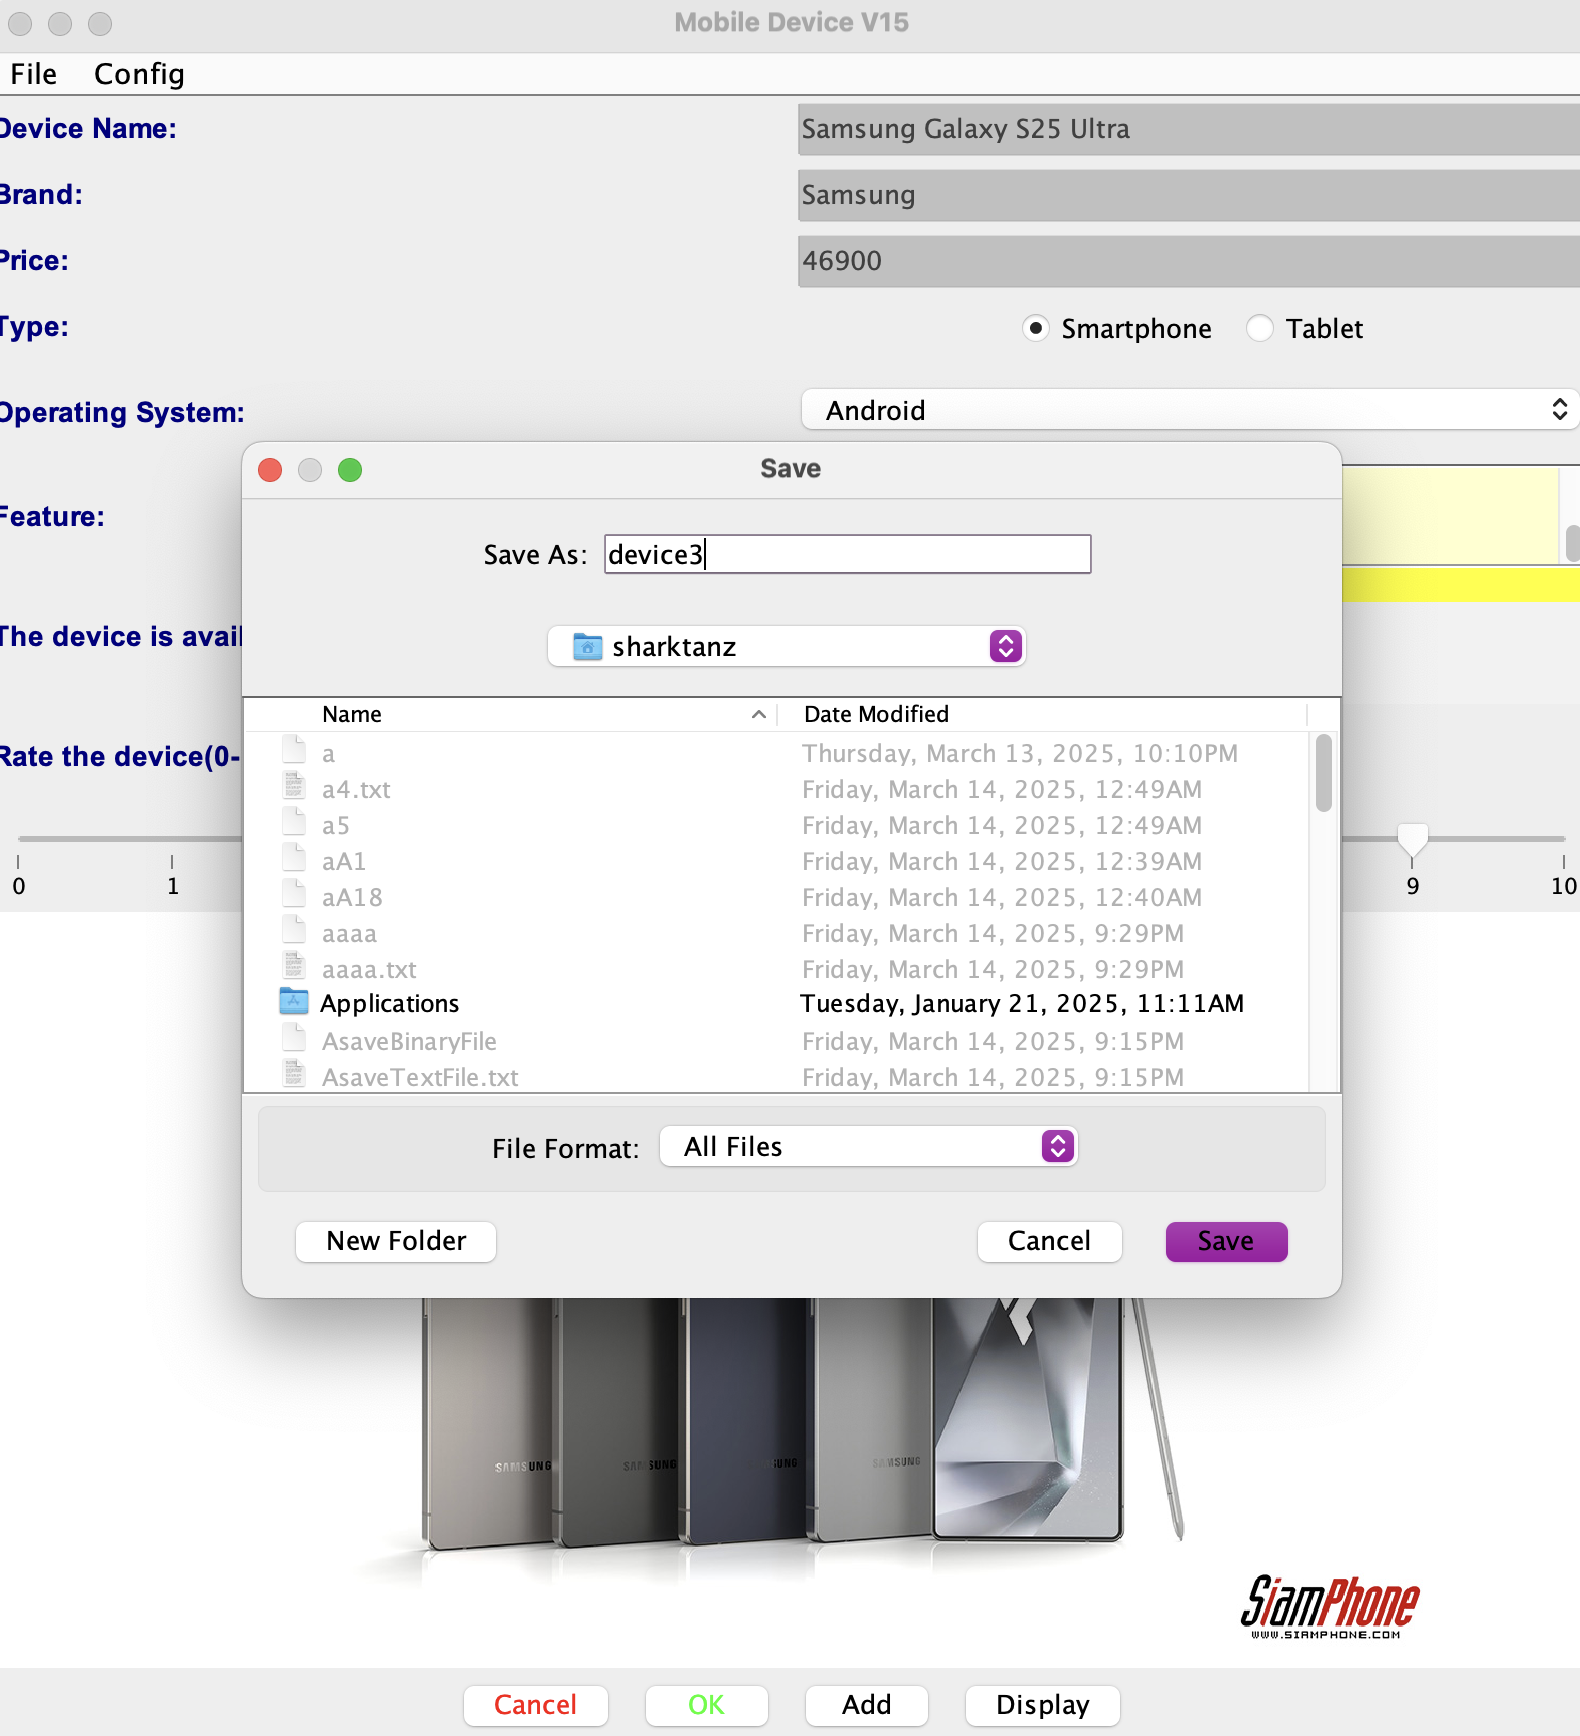 Mobile Device V15
File Config
Device Name: Samsung Galaxy S25 Ultra
Brand: Samsung
Price: 46900
Type: Smartphone Tablet
Operating System: Android
Save
Feature:
Save As: device3
The device is avail
sharktanz
Name Date Modified
a Thursday, March 13, 2025, 10:10PM
Rate the device(0-
a4.txt Friday, March 14, 2025, 12:49AM
a5 Friday, March 14, 2025, 12:49AM
aA1 Friday, March 14, 2025, 12:39AM
0 1 9 10
aA18 Friday, March 14, 2025, 12:40AM
aaaa Friday, March 14, 2025, 9:29PM
aaaa.txt Friday, March 14, 2025, 9:29PM
Applications Tuesday, January 21, 2025, 11:11AM
AsaveBinaryFile Friday, March 14, 2025, 9:15PM
AsaveTextFile.txt Friday, March 14, 2025, 9:15PM
File Format: All Files
New Folder Cancel Save
SAMSUNG SAMSUNG UNG SAMSUNG
SiamPhone
WWW.SIAMPHONE.COM
Cancel OK Add Display